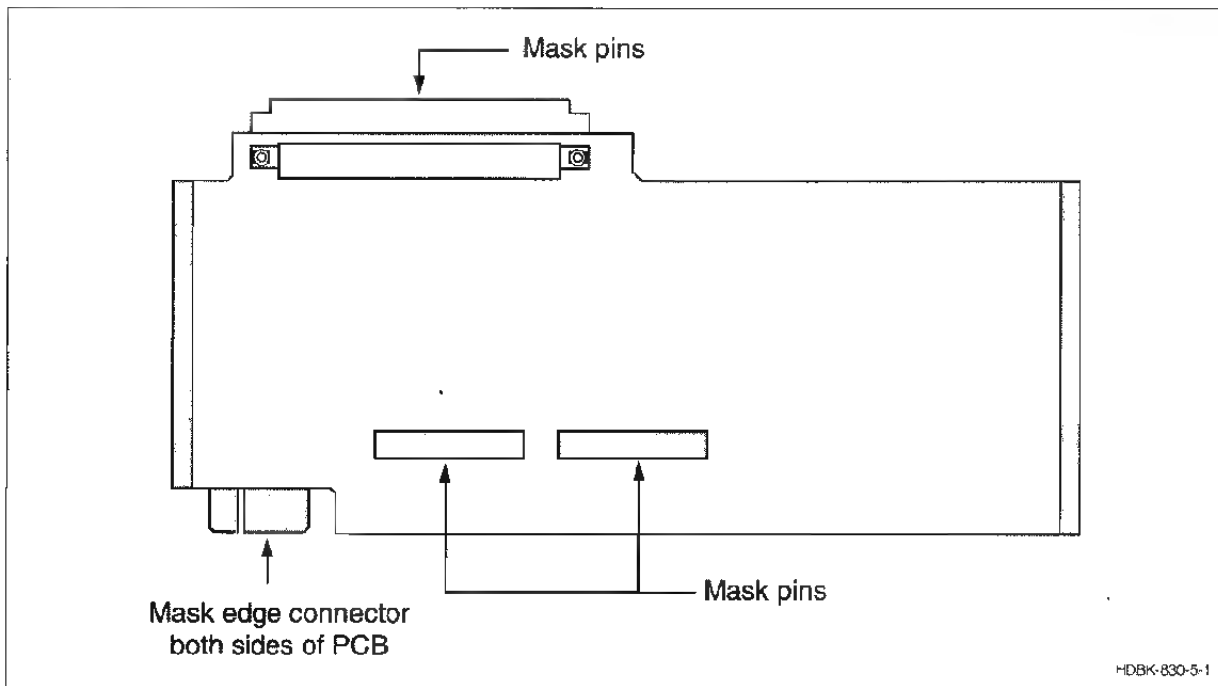 Mask pins
Mask pins
Mask edge connector
both sides of PCB
HDBK-830-5-1